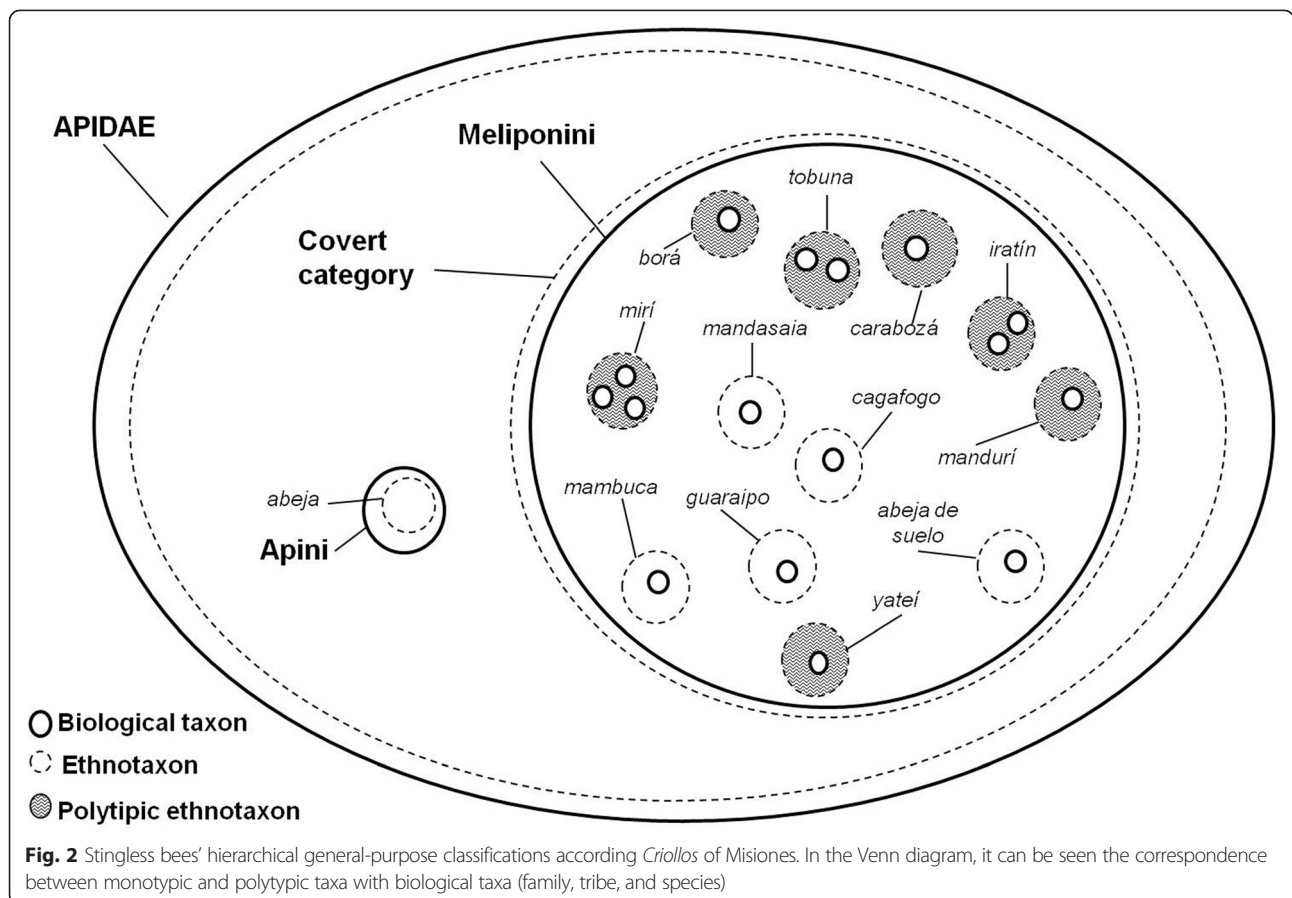 APIDAE
Meliponini
Covert
category
tobuna
borá
carabozá
iratín
mirí
mandasaia
cagafogo
mandurí
mambuca
guaraipo
abeja de
suelo
yateí
abeja
Apini
Biological taxon
Ethnotaxon
Polytipic ethnotaxon
Fig. 2 Stingless bees' hierarchical general-purpose classifications according Criollos of Misiones. In the Venn diagram, it can be seen the correspondence
between monotypic and polytypic taxa with biological taxa (family, tribe, and species)